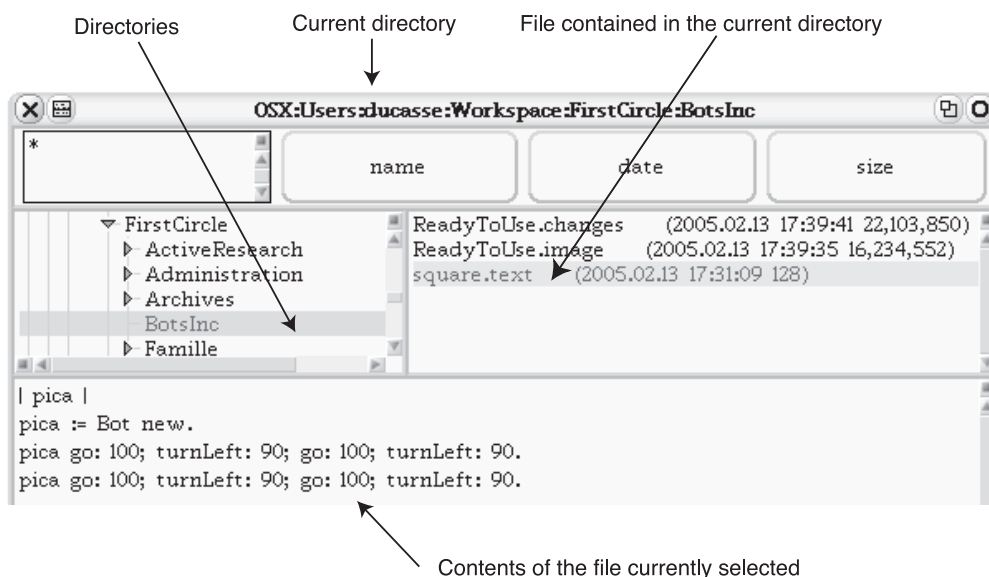 Directories
Current directory
File contained in the current directory
OSX:Users:ducasse:Workspace:FirstCircle:BotsInc
*
name
date
size
FirstCircle
ActiveResearch
Administration
Archives
BotsInc
Famille
ReadyToUse.changes (2005.02.13 17:39:41 22,103,850)
ReadyToUse.image (2005.02.13 17:39:35 16,234,552)
square.text (2005.02.13 17:31:09 128)
| pica |
pica := Bot new.
pica go: 100; turnLeft: 90; go: 100; turnLeft: 90.
pica go: 100; turnLeft: 90; go: 100; turnLeft: 90.
Contents of the file currently selected